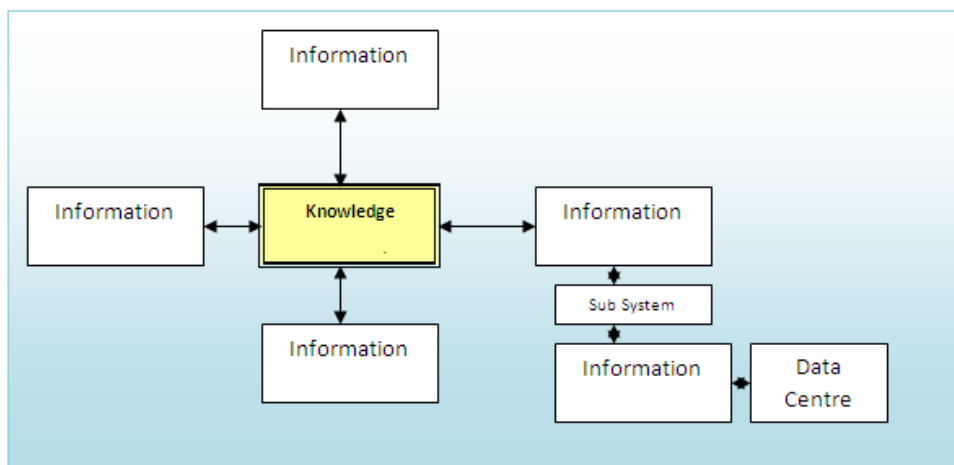 Information
Information
Knowledge
.
Information
Sub System
Information
Information
Data
Centre